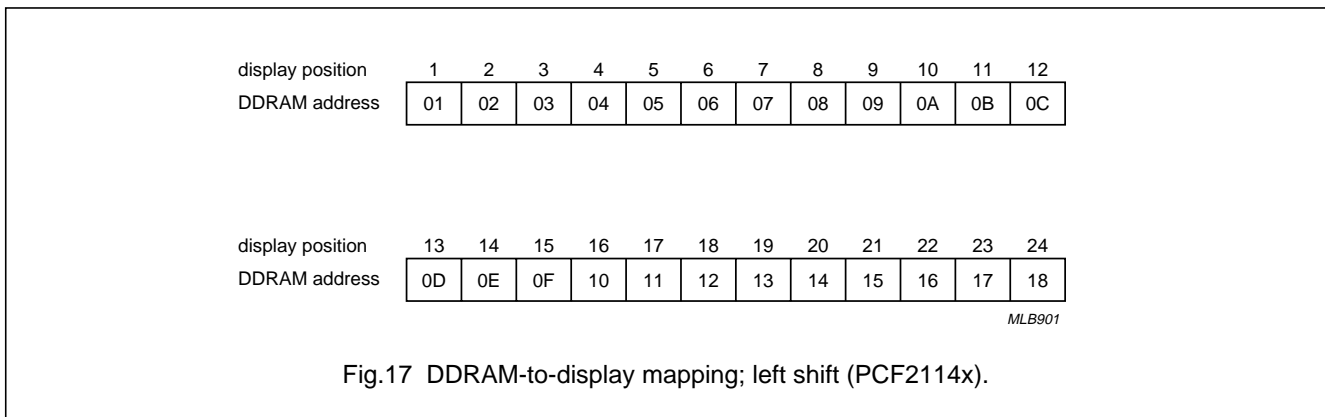 display position 1 2 3 4 5 6 7 8 9 10 11 12
DDRAM address 01 02 03 04 05 06 07 08 09 0A 0B 0C
display position 13 14 15 16 17 18 19 20 21 22 23 24
DDRAM address 0D 0E 0F 10 11 12 13 14 15 16 17 18
MLB901
Fig.17 DDRAM-to-display mapping; left shift (PCF2114x).